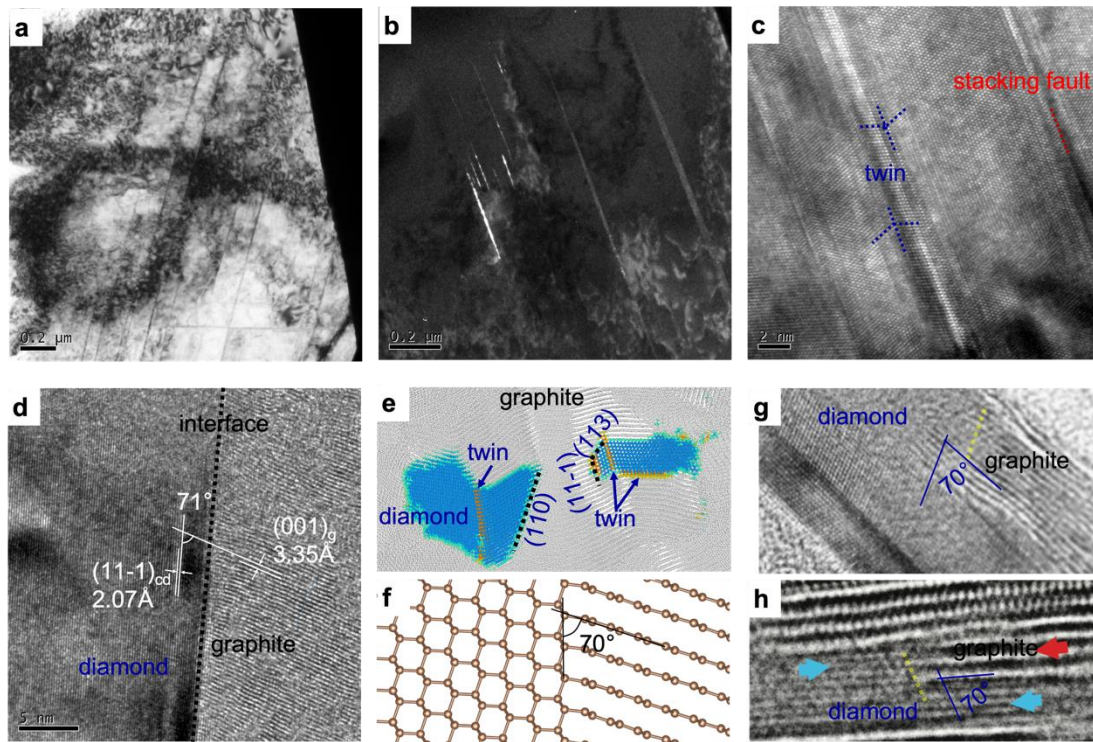 a
0.2 μm
b
0.2 μm
c
stacking fault
twin
2 nm
d
interface
71°
(001)g
3.35Å
(11-1)cd
2.07Å
graphite
diamond
5 nm
e
graphite
twin
(11-1)
(113)
diamond
(110)
twin
f
70°
g
diamond
70°
graphite
h
graphite
diamond
70°